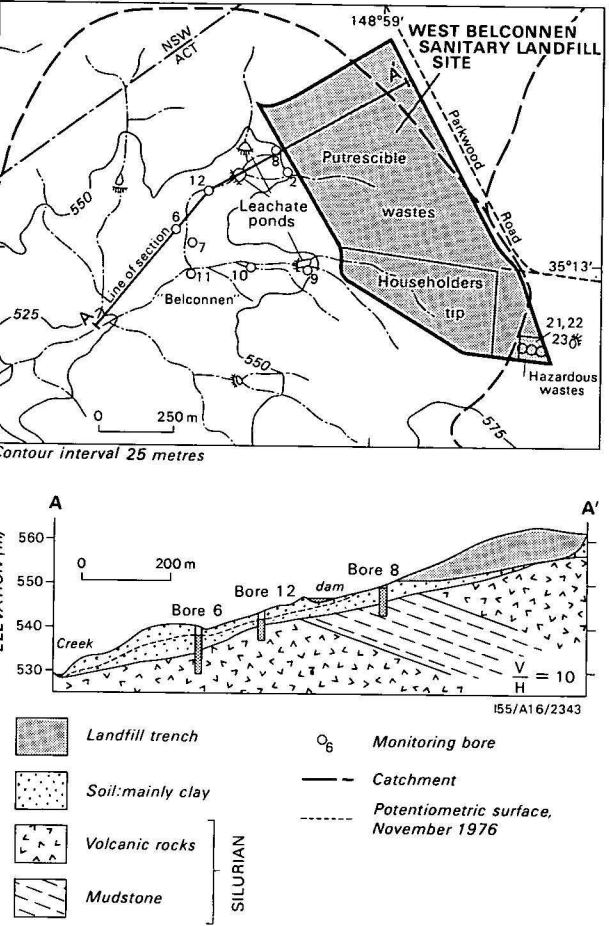 148°59'
WEST BELCONNEN
SANITARY LANDFILL
SITE
NSW
ACT
A'
Parkwood
Road
8
Putrescible
2
12
550
Leachate
ponds
wastes
6
7
Line of section
35°13'
10
9
11
"Belconnen"
Householders
tip
A
525
21,22
23
550
Hazardous
wastes
0 250 m
575
Contour interval 25 metres
A A'
560
0 200 m
Bore 8
550
Bore 12
dam
Bore 6
540
Creek
530
V/H = 10
I55/A16/2343
Landfill trench
O6 Monitoring bore
Soil:mainly clay
Catchment
Potentiometric surface,
November 1976
Volcanic rocks
SILURIAN
Mudstone